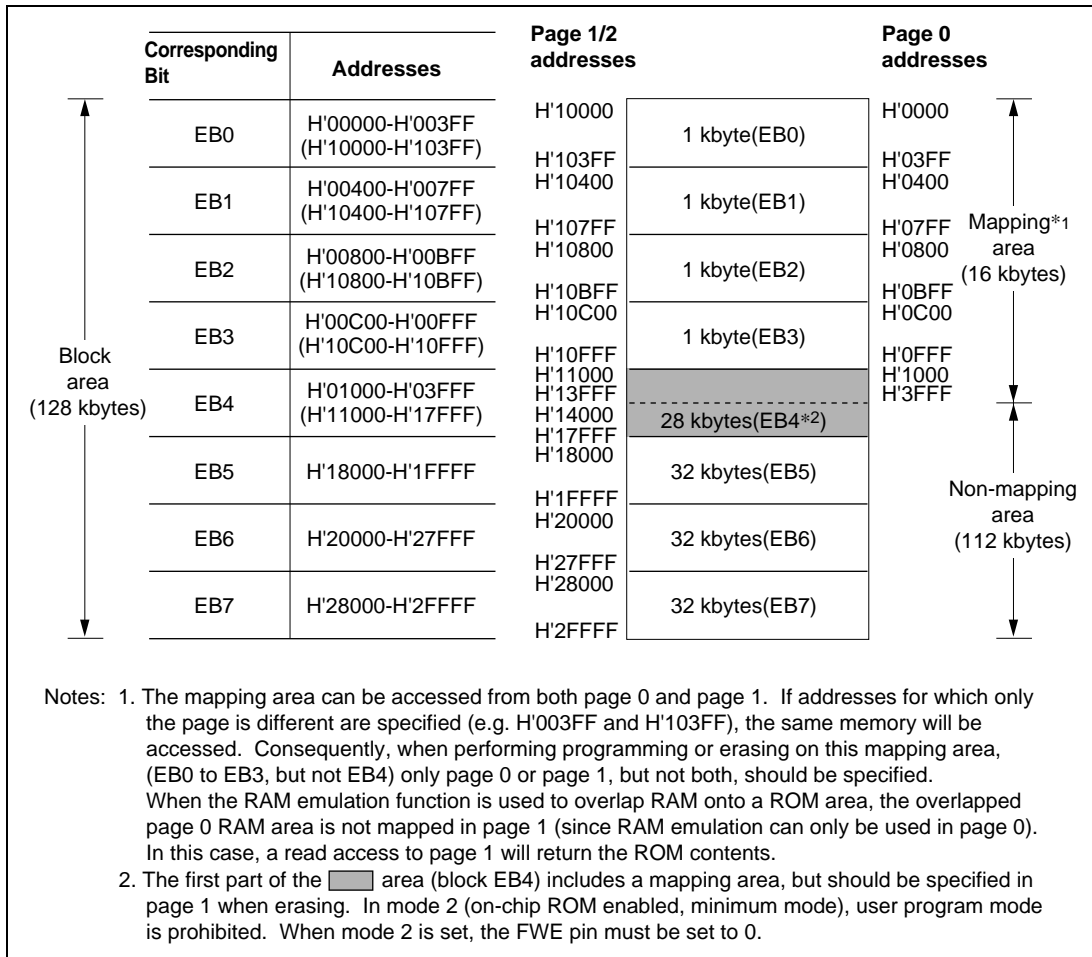 Corresponding Bit
Addresses
Page 1/2 addresses
Page 0 addresses
Block area (128 kbytes)
EB0
H'00000-H'003FF
(H'10000-H'103FF)
EB1
H'00400-H'007FF
(H'10400-H'107FF)
EB2
H'00800-H'00BFF
(H'10800-H'10BFF)
EB3
H'00C00-H'00FFF
(H'10C00-H'10FFF)
EB4
H'01000-H'03FFF
(H'11000-H'17FFF)
EB5
H'18000-H'1FFFF
EB6
H'20000-H'27FFF
EB7
H'28000-H'2FFFF
H'10000
H'103FF
H'10400
H'107FF
H'10800
H'10BFF
H'10C00
H'10FFF
H'11000
H'13FFF
H'14000
H'17FFF
H'18000
H'1FFFF
H'20000
H'27FFF
H'28000
H'2FFFF
1 kbyte(EB0)
1 kbyte(EB1)
1 kbyte(EB2)
1 kbyte(EB3)
28 kbytes(EB4*2)
32 kbytes(EB5)
32 kbytes(EB6)
32 kbytes(EB7)
H'0000
H'03FF
H'0400
H'07FF
H'0800
H'0BFF
H'0C00
H'0FFF
H'1000
H'3FFF
Mapping*1
area
(16 kbytes)
Non-mapping
area
(112 kbytes)
Notes: 1. The mapping area can be accessed from both page 0 and page 1. If addresses for which only
the page is different are specified (e.g. H'003FF and H'103FF), the same memory will be
accessed. Consequently, when performing programming or erasing on this mapping area,
(EB0 to EB3, but not EB4) only page 0 or page 1, but not both, should be specified.
When the RAM emulation function is used to overlap RAM onto a ROM area, the overlapped
page 0 RAM area is not mapped in page 1 (since RAM emulation can only be used in page 0).
In this case, a read access to page 1 will return the ROM contents.
2. The first part of the area (block EB4) includes a mapping area, but should be specified in
page 1 when erasing. In mode 2 (on-chip ROM enabled, minimum mode), user program mode
is prohibited. When mode 2 is set, the FWE pin must be set to 0.